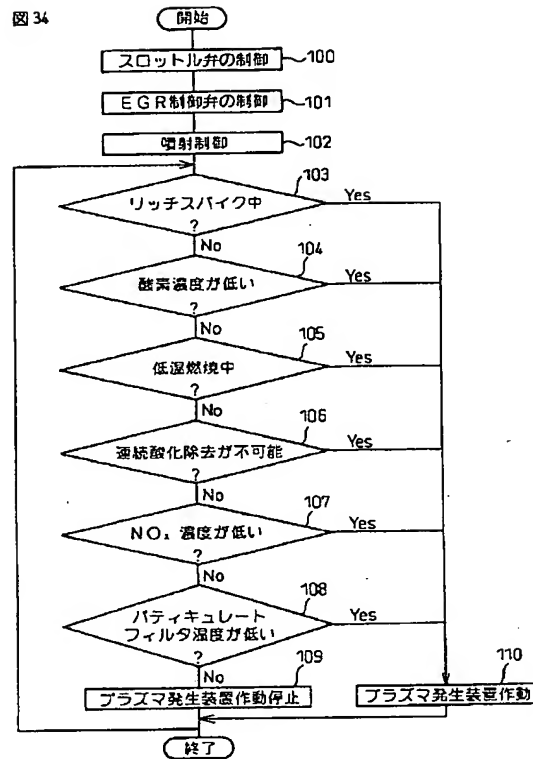 図34
開始
スロットル弁の制御
100
EGR制御弁の制御
101
噴射制御
102
103
リッチスパイク中
?
Yes
No
104
酸素濃度が低い
?
Yes
No
105
低温燃焼中
?
Yes
No
106
連続酸化除去が不可能
?
Yes
No
107
NOx 濃度が低い
?
Yes
No
108
パティキュレート
フィルタ温度が低い
?
Yes
No
109
プラズマ発生装置作動停止
110
プラズマ発生装置作動
終了